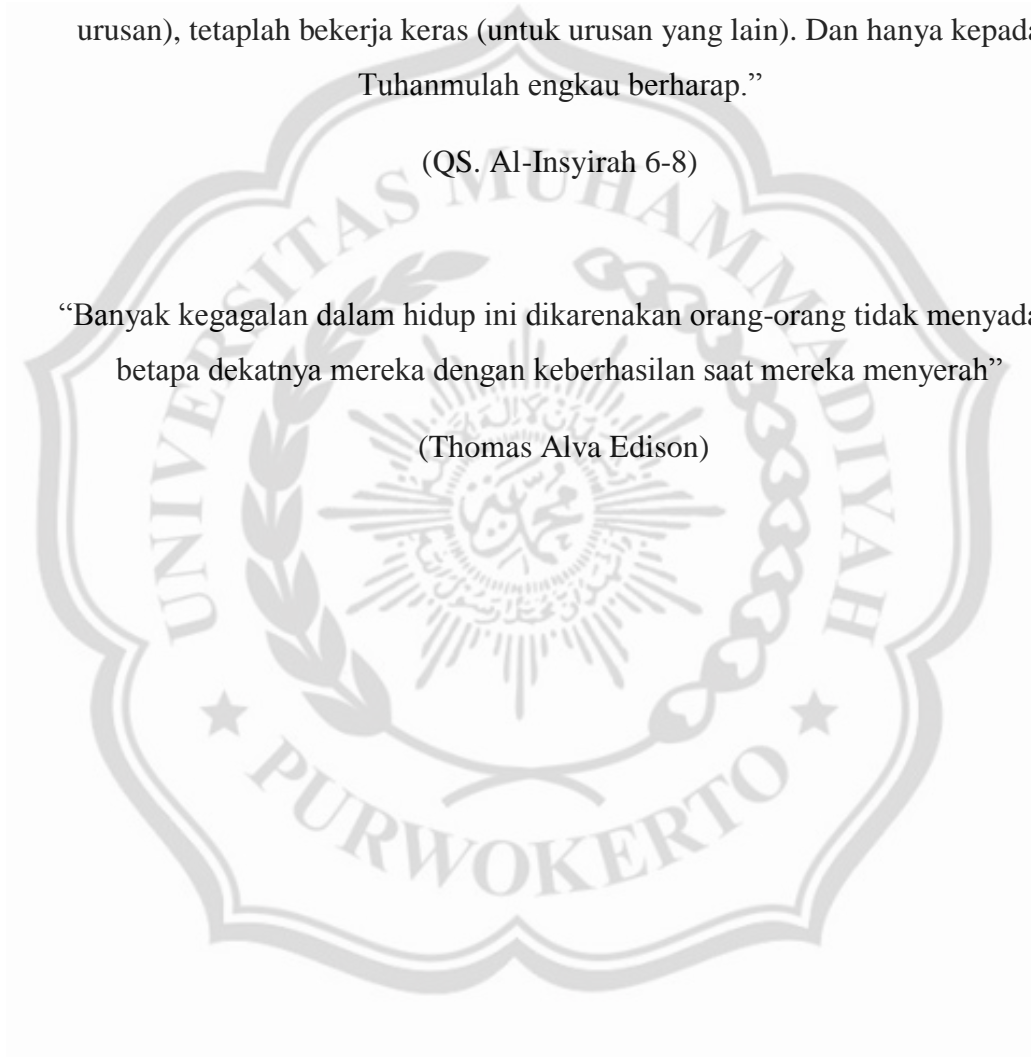 urusan), tetaplah bekerja keras (untuk urusan yang lain). Dan hanya kepada
Tuhanmulah engkau berharap.”
(QS. Al-Insyirah 6-8)
“Banyak kegagalan dalam hidup ini dikarenakan orang-orang tidak menyada
betapa dekatnya mereka dengan keberhasilan saat mereka menyerah”
(Thomas Alva Edison)
UNIVERSITAS MUHAMMADIYAH
PURWOKERTO